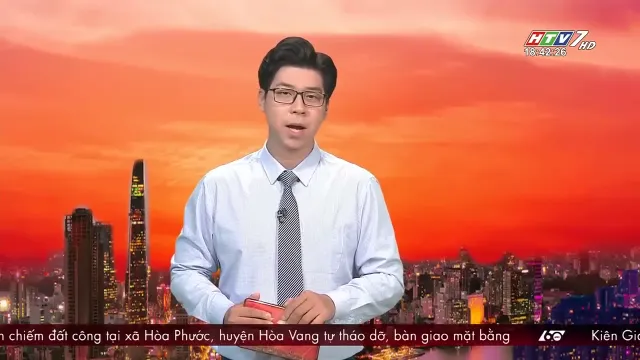 HTV7 HD
18:42:26
chiếm đất công tại xã Hòa Phước, huyện Hòa Vang tự tháo dỡ, bàn giao mặt bằng 60 Kiên Gi